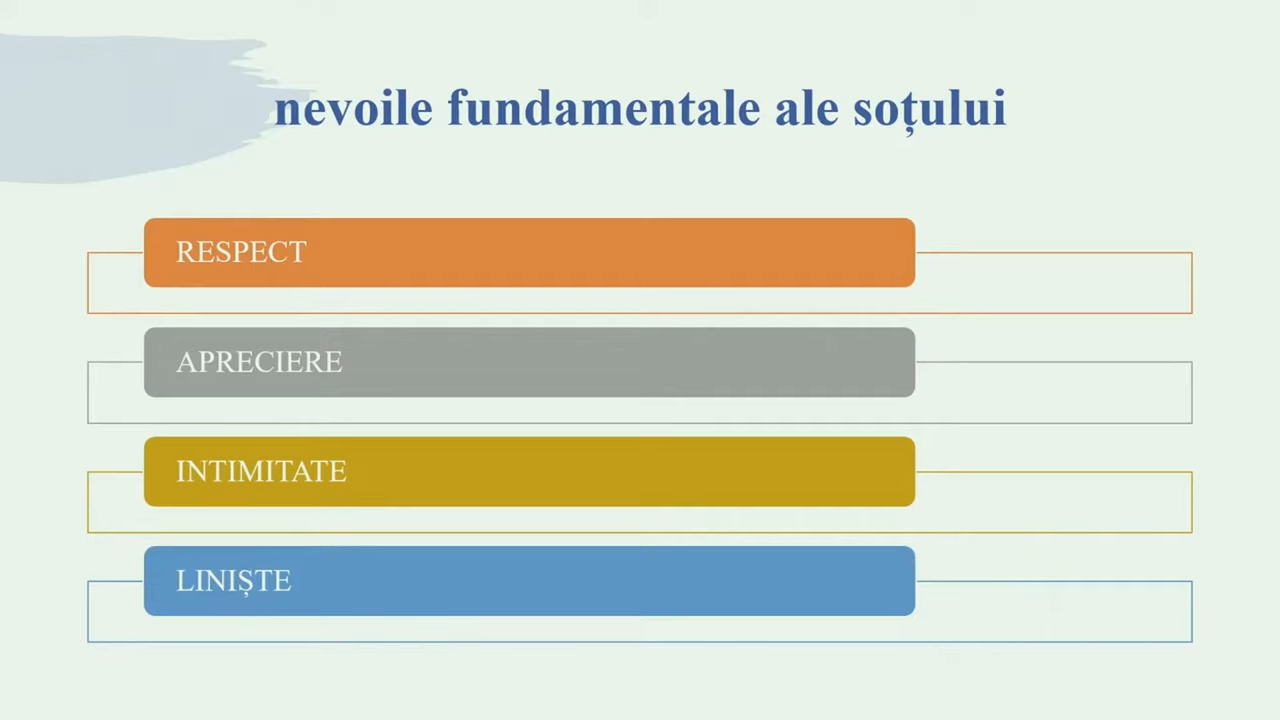 nevoile fundamentale ale soțului
RESPECT
APRECIERE
INTIMITATE
LINIȘTE